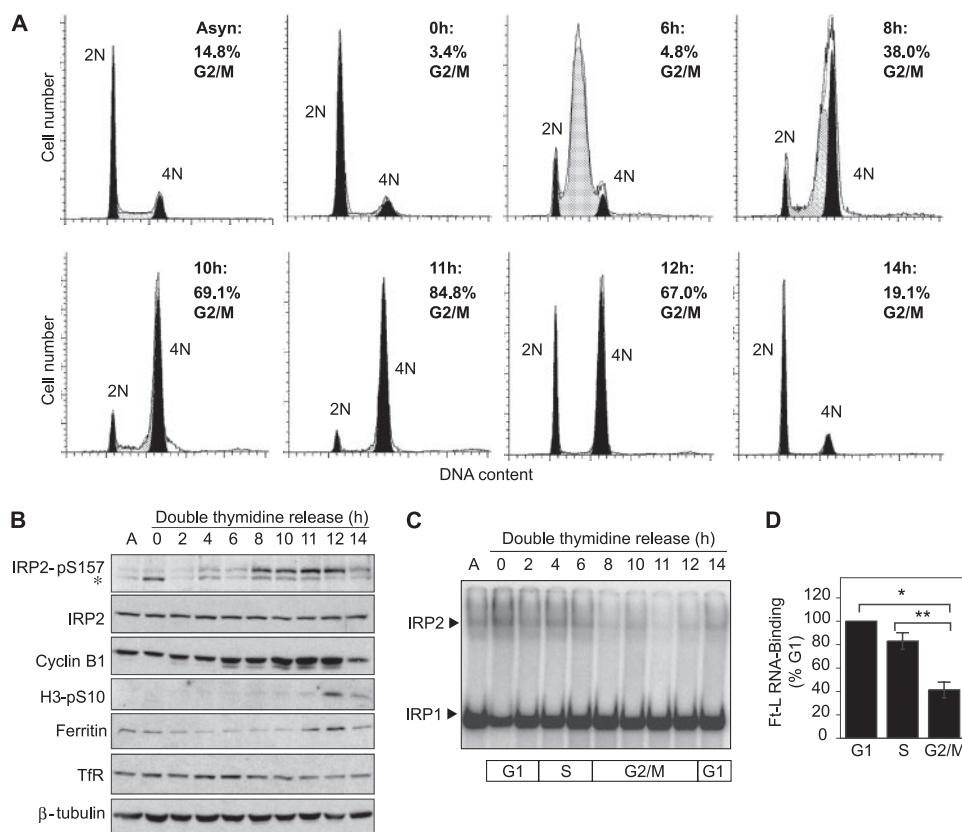 A
Asyn:
14.8%
G2/M
2N
4N
0h:
3.4%
G2/M
2N
4N
6h:
4.8%
G2/M
2N
4N
8h:
38.0%
G2/M
2N
4N
Cell number
10h:
69.1%
G2/M
2N
4N
11h:
84.8%
G2/M
2N
4N
12h:
67.0%
G2/M
2N
4N
14h:
19.1%
G2/M
2N
4N
Cell number
DNA content
B
Double thymidine release (h)
A 0 2 4 6 8 10 11 12 14
IRP2-pS157
*
IRP2
Cyclin B1
H3-pS10
Ferritin
TfR
β-tubulin
C
Double thymidine release (h)
A 0 2 4 6 8 10 11 12 14
IRP2
IRP1
G1 S G2/M G1
D
Ft-L RNA-Binding
(% G1)
120
100
80
60
40
20
0
*
**
G1 S G2/M